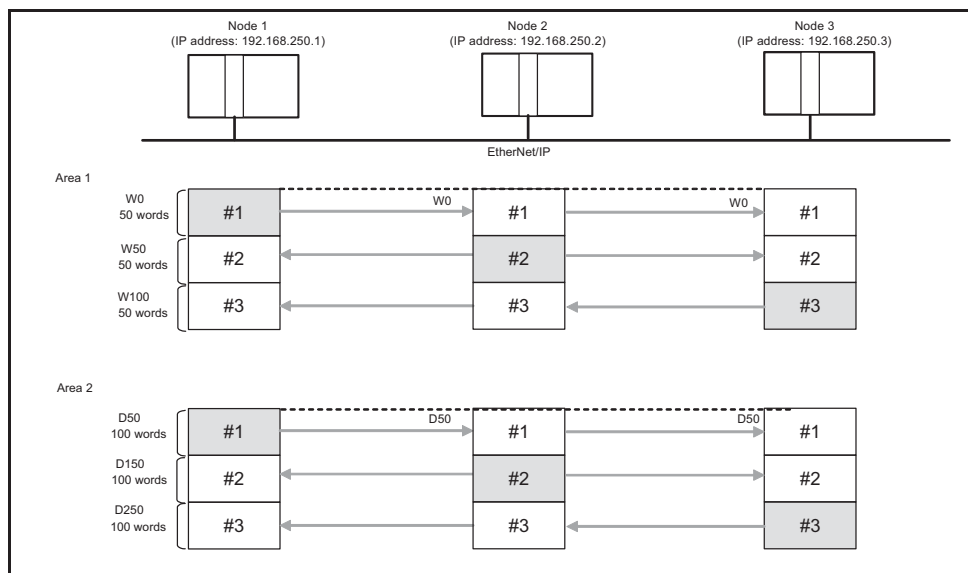 Node 1
(IP address: 192.168.250.1)
Node 2
(IP address: 192.168.250.2)
Node 3
(IP address: 192.168.250.3)
EtherNet/IP
Area 1
W0
50 words
#1
W0
#1
W0
#1
W50
50 words
#2
#2
#2
W100
50 words
#3
#3
#3
Area 2
D50
100 words
#1
D50
#1
D50
#1
D150
100 words
#2
#2
#2
D250
100 words
#3
#3
#3